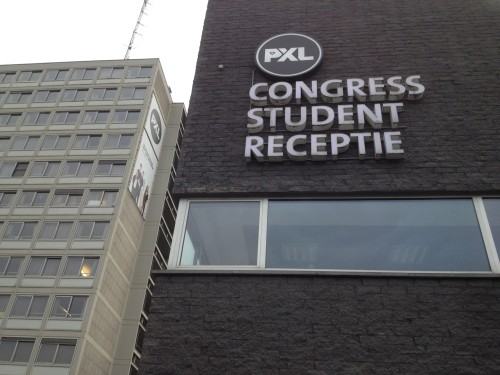 PXL
CONGRESS
STUDENT
RECEPTIE